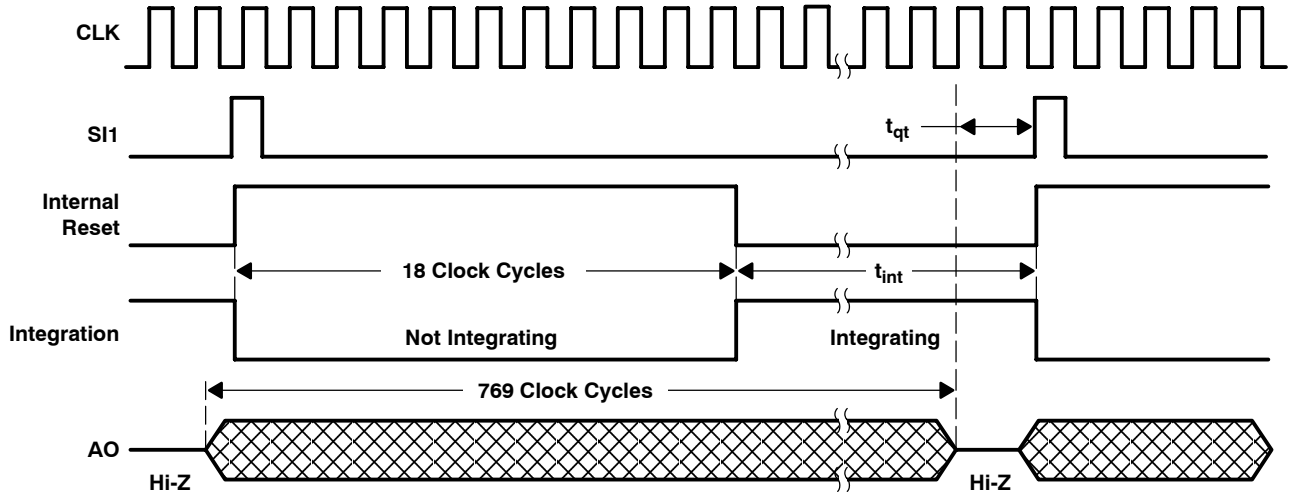 CLK
SI1
t_qt
Internal
Reset
18 Clock Cycles
t_int
Integration
Not Integrating
Integrating
769 Clock Cycles
AO
Hi-Z
Hi-Z